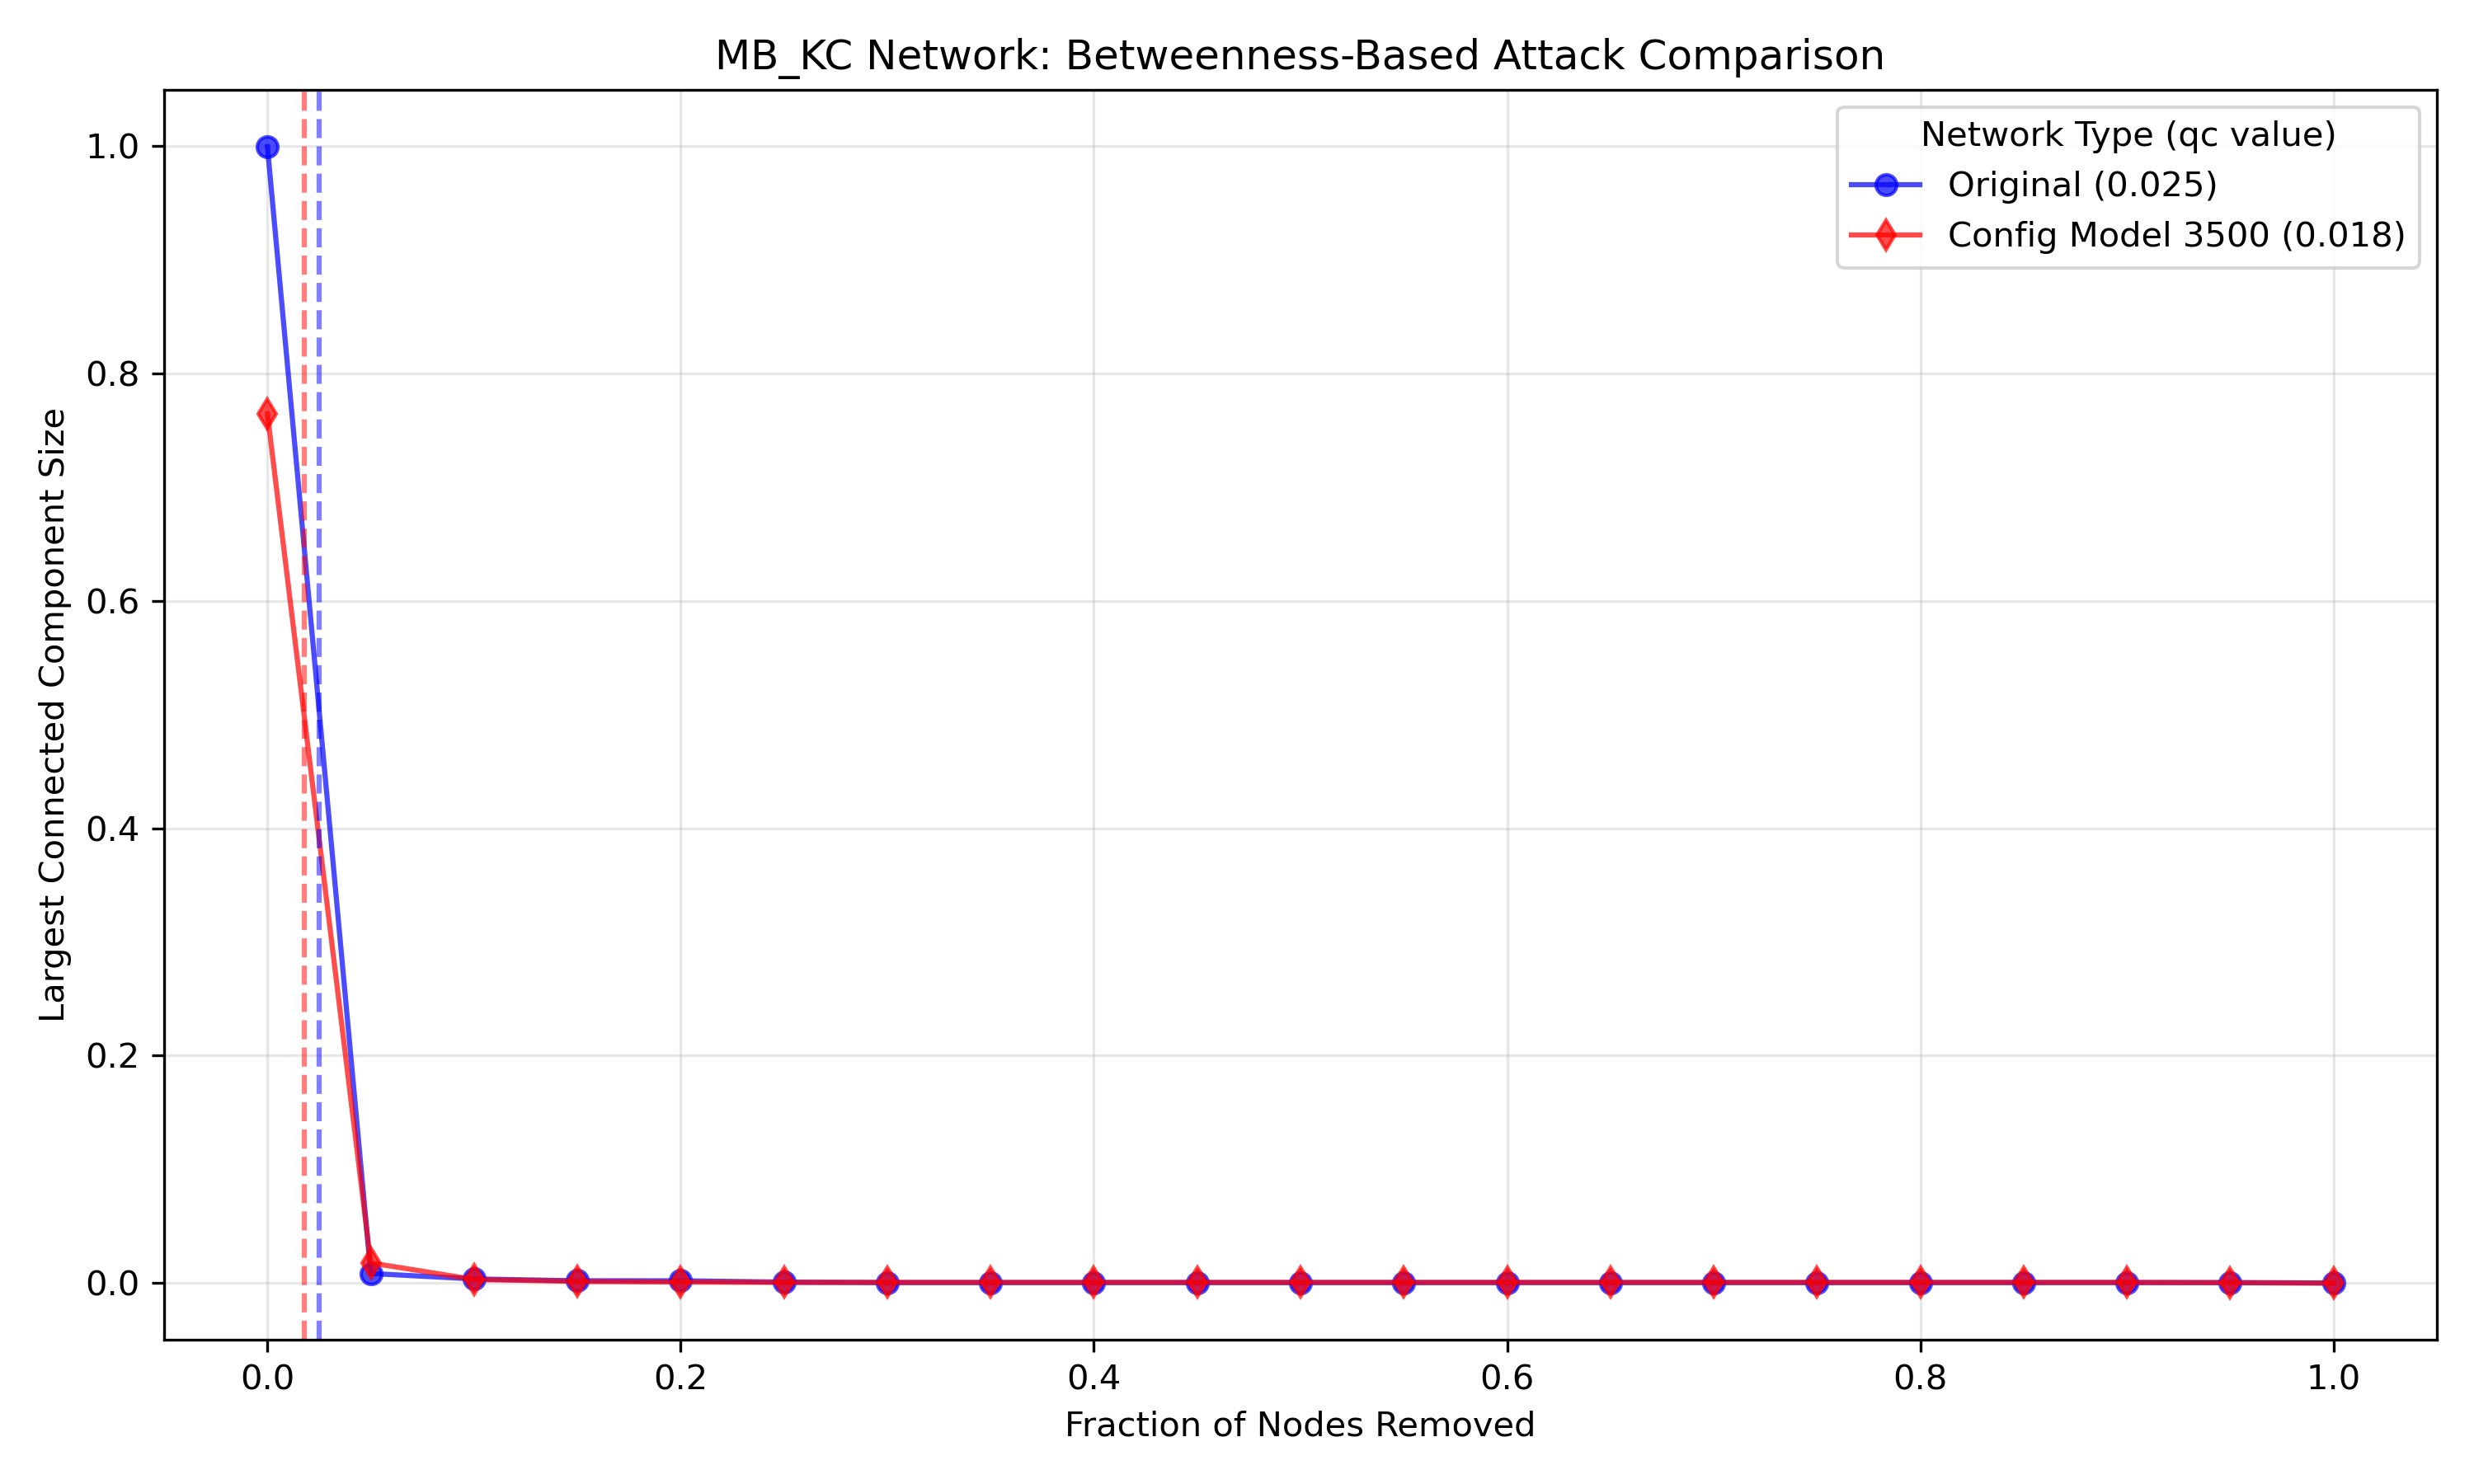 MB_KC Network: Betweenness-Based Attack Comparison
Network Type (qc value)
Original (0.025)
Config Model 3500 (0.018)
Largest Connected Component Size
1.0
0.8
0.6
0.4
0.2
0.0
0.0 0.2 0.4 0.6 0.8 1.0
Fraction of Nodes Removed